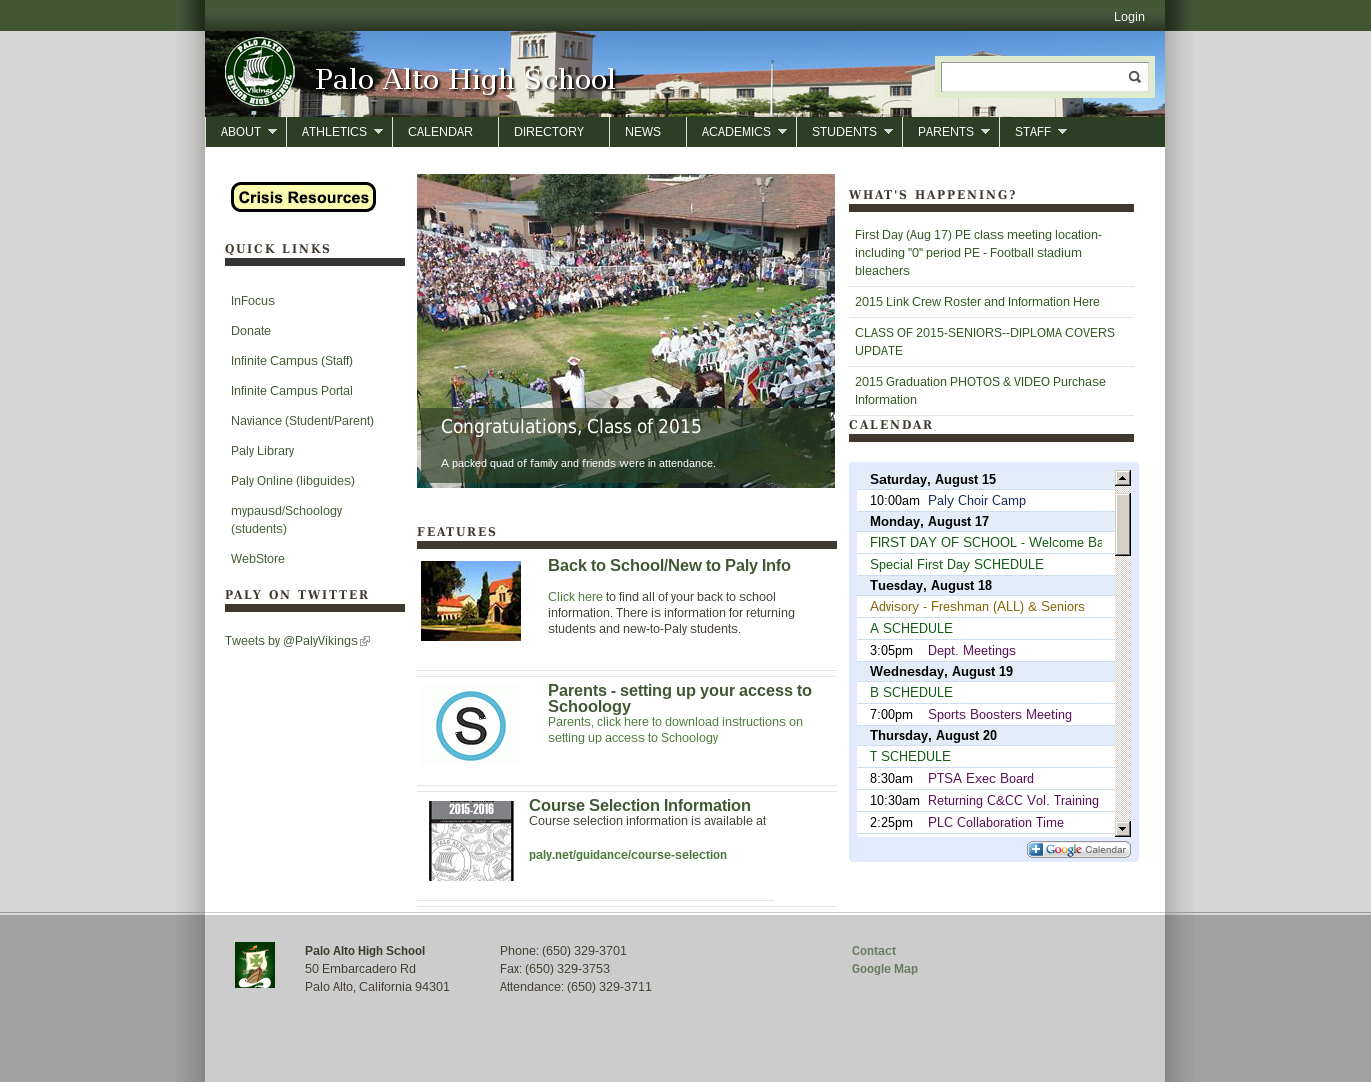 Login
PALO ALTO
SENIOR HIGH SCHOOL
Vikings
Palo Alto High School
ABOUT ATHLETICS CALENDAR DIRECTORY NEWS ACADEMICS STUDENTS PARENTS STAFF
Crisis Resources
QUICK LINKS
InFocus
Donate
Infinite Campus (Staff)
Infinite Campus Portal
Naviance (Student/Parent)
Paly Library
Paly Online (libguides)
mypausd/Schoology
(students)
WebStore
PALY ON TWITTER
Tweets by @PalyVikings
Congratulations, Class of 2015
A packed quad of family and friends were in attendance.
FEATURES
Back to School/New to Paly Info
Click here to find all of your back to school
information. There is information for returning
students and new-to-Paly students.
S
Parents - setting up your access to
Schoology
Parents, click here to download instructions on
setting up access to Schoology
2015-2016
Course Selection Information
Course selection information is available at
paly.net/guidance/course-selection
WHAT'S HAPPENING?
First Day (Aug 17) PE class meeting location-
including "0" period PE - Football stadium
bleachers
2015 Link Crew Roster and Information Here
CLASS OF 2015-SENIORS--DIPLOMA COVERS
UPDATE
2015 Graduation PHOTOS & VIDEO Purchase
Information
CALENDAR
Saturday, August 15
10:00am Paly Choir Camp
Monday, August 17
FIRST DAY OF SCHOOL - Welcome Ba
Special First Day SCHEDULE
Tuesday, August 18
Advisory - Freshman (ALL) & Seniors
A SCHEDULE
3:05pm Dept. Meetings
Wednesday, August 19
B SCHEDULE
7:00pm Sports Boosters Meeting
Thursday, August 20
T SCHEDULE
8:30am PTSA Exec Board
10:30am Returning C&CC Vol. Training
2:25pm PLC Collaboration Time
Google Calendar
Palo Alto High School
50 Embarcadero Rd
Palo Alto, California 94301
Phone: (650) 329-3701
Fax: (650) 329-3753
Attendance: (650) 329-3711
Contact
Google Map